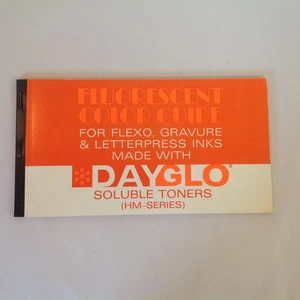 FLUORESCENT
COLOR GUIDE
FOR FLEXO, GRAVURE
& LETTERPRESS INKS
MADE WITH
DAYGLO®
SOLUBLE TONERS
(HM-SERIES)